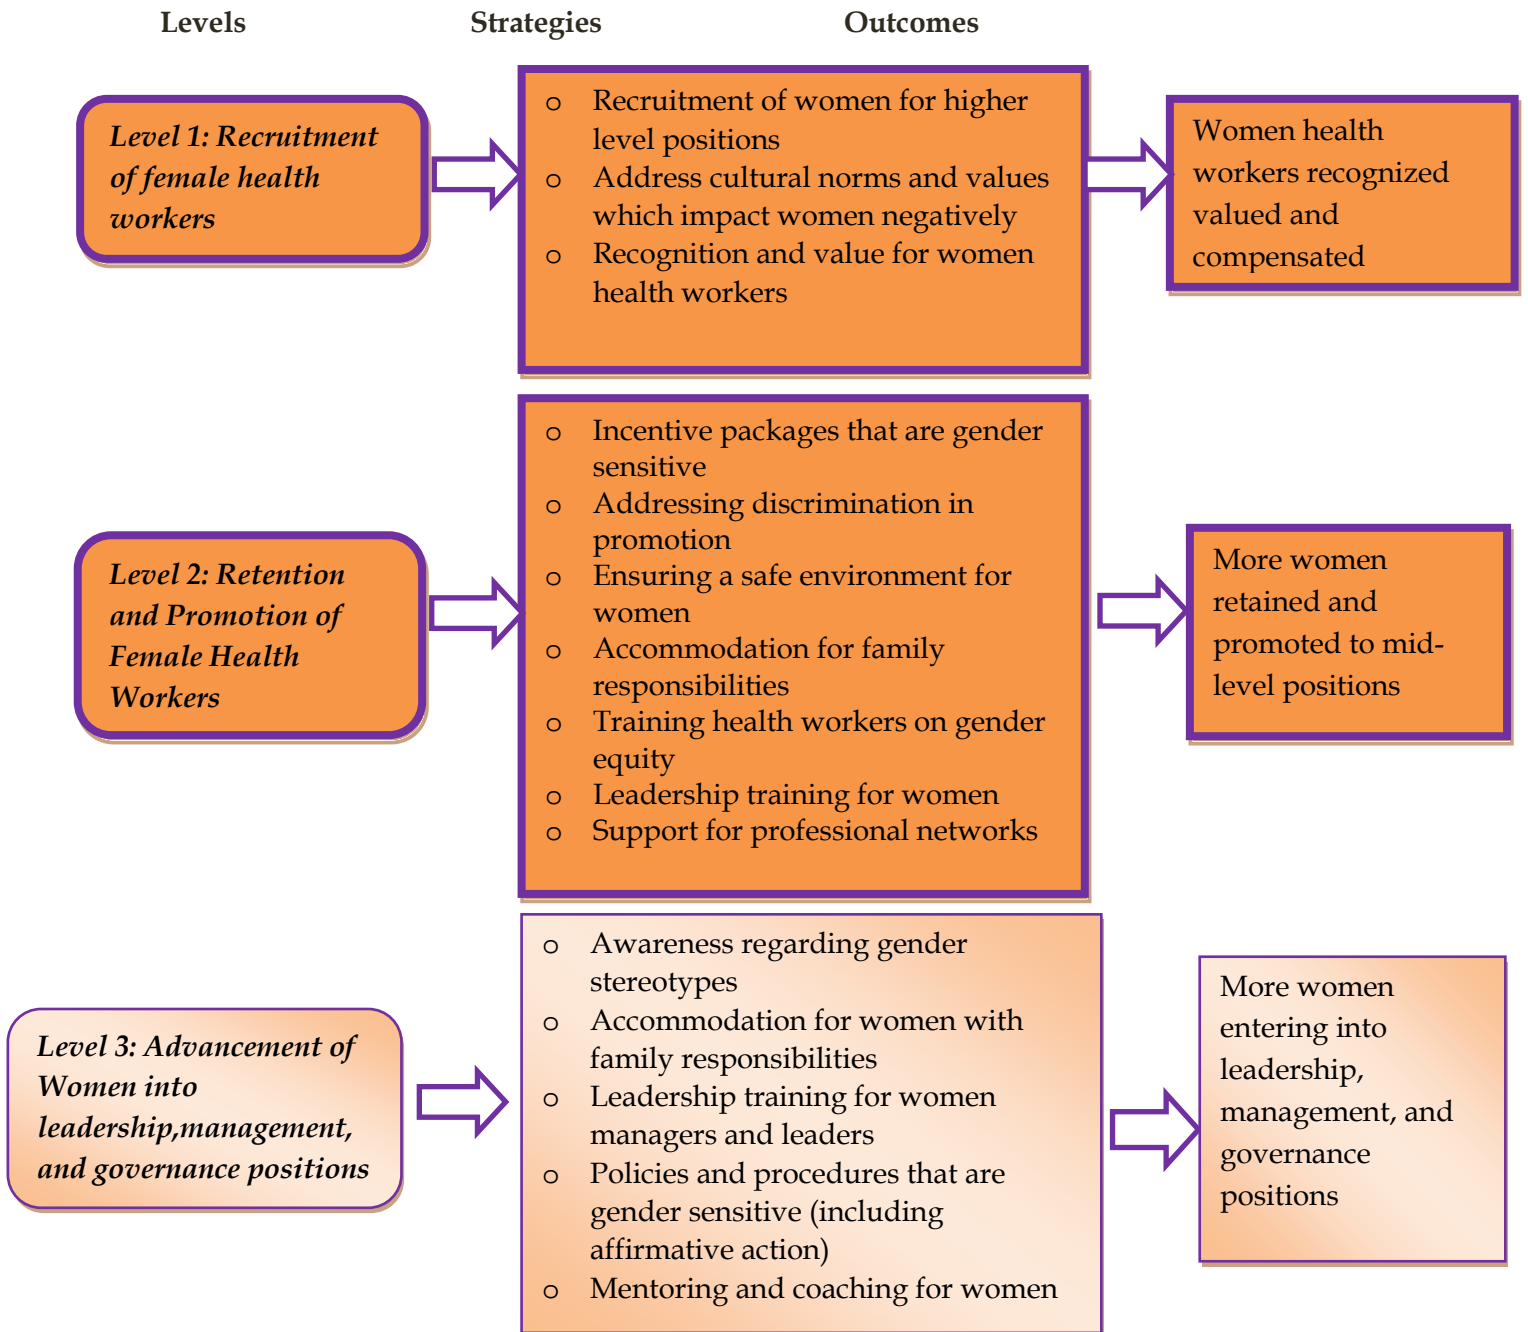 Levels Strategies Outcomes
Level 1: Recruitment
of female health
workers
o Recruitment of women for higher
level positions
o Address cultural norms and values
which impact women negatively
o Recognition and value for women
health workers
Women health
workers recognized
valued and
compensated
Level 2: Retention
and Promotion of
Female Health
Workers
o Incentive packages that are gender
sensitive
o Addressing discrimination in
promotion
o Ensuring a safe environment for
women
o Accommodation for family
responsibilities
o Training health workers on gender
equity
o Leadership training for women
o Support for professional networks
More women
retained and
promoted to mid-
level positions
Level 3: Advancement of
Women into
leadership,management,
and governance positions
o Awareness regarding gender
stereotypes
o Accommodation for women with
family responsibilities
o Leadership training for women
managers and leaders
o Policies and procedures that are
gender sensitive (including
affirmative action)
o Mentoring and coaching for women
More women
entering into
leadership,
management, and
governance
positions